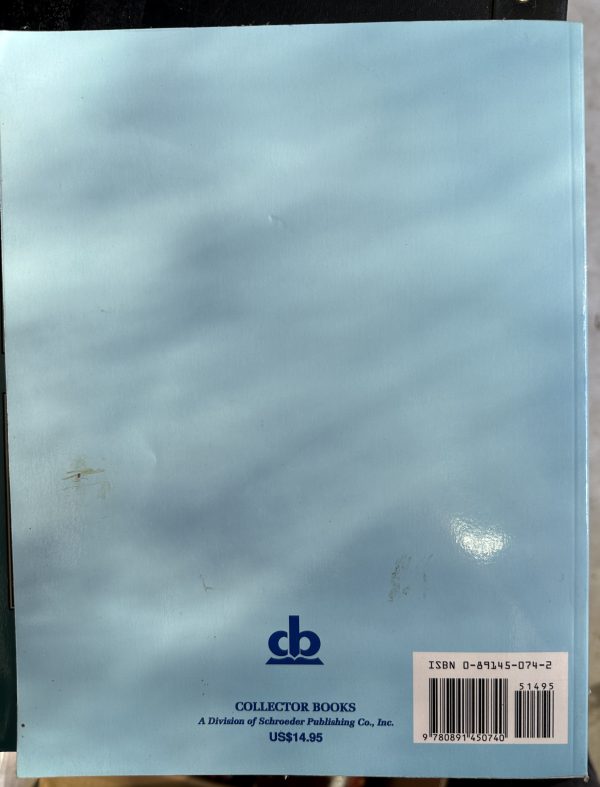 cb
COLLECTOR BOOKS
A Division of Schroeder Publishing Co., Inc.
US$14.95
ISBN 0-89145-074-2
51495
9 780891 450740